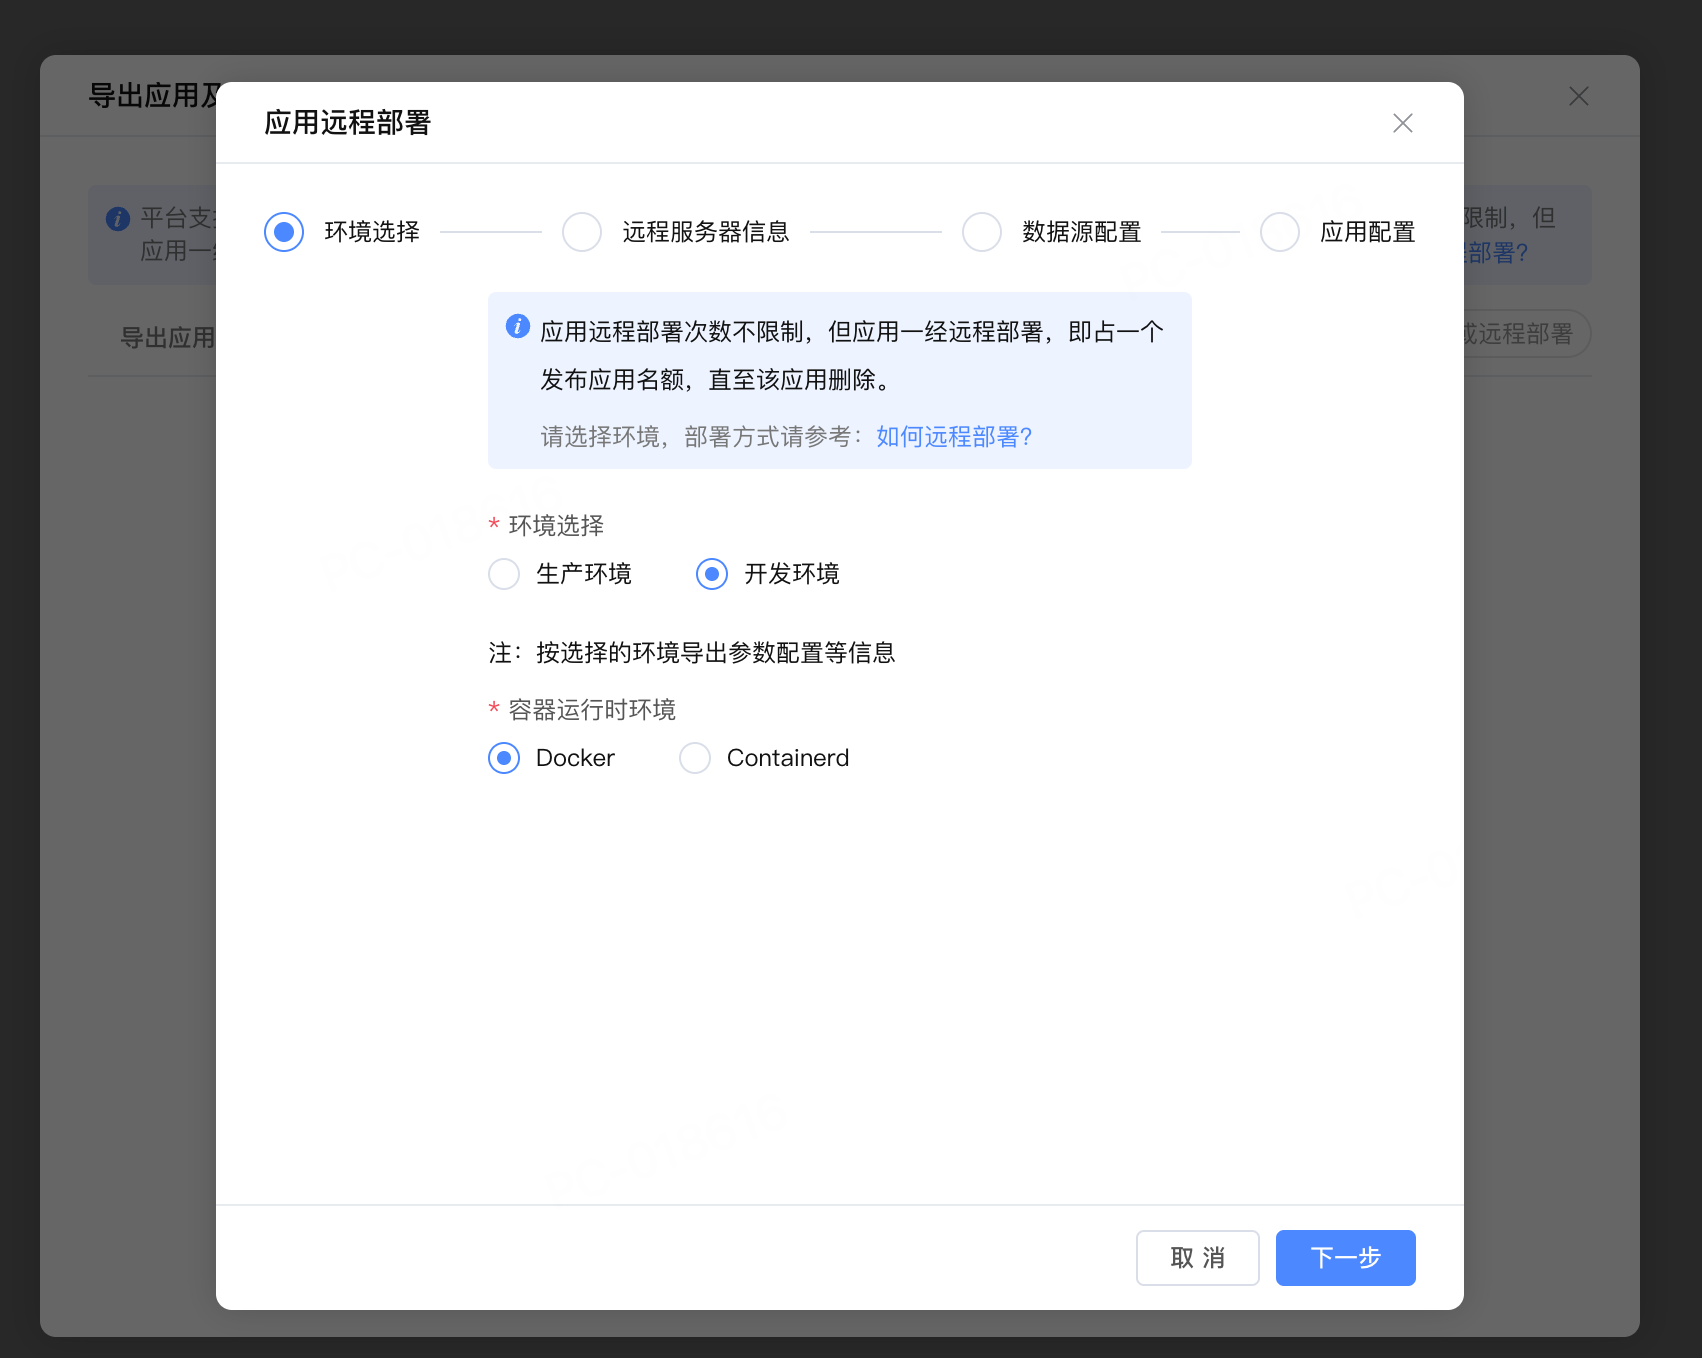 导出应用及
应用远程部署
环境选择
远程服务器信息
数据源配置
应用配置
平台支
应用一
限制，但
部署?
导出应用
远程部署
应用远程部署次数不限制，但应用一经远程部署，即占一个
发布应用名额，直至该应用删除。
请选择环境，部署方式请参考：如何远程部署?
* 环境选择
生产环境
开发环境
注：按选择的环境导出参数配置等信息
* 容器运行时环境
Docker
Containerd
取 消
下一步